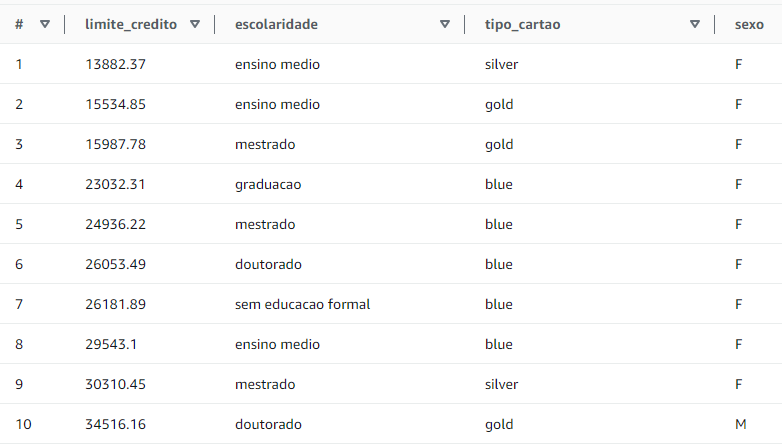 # limite_credito escolaridade tipo_cartao sexo
1 13882.37 ensino medio silver F
2 15534.85 ensino medio gold F
3 15987.78 mestrado gold F
4 23032.31 graduacao blue F
5 24936.22 mestrado blue F
6 26053.49 doutorado blue F
7 26181.89 sem educacao formal blue F
8 29543.1 ensino medio blue F
9 30310.45 mestrado silver F
10 34516.16 doutorado gold M